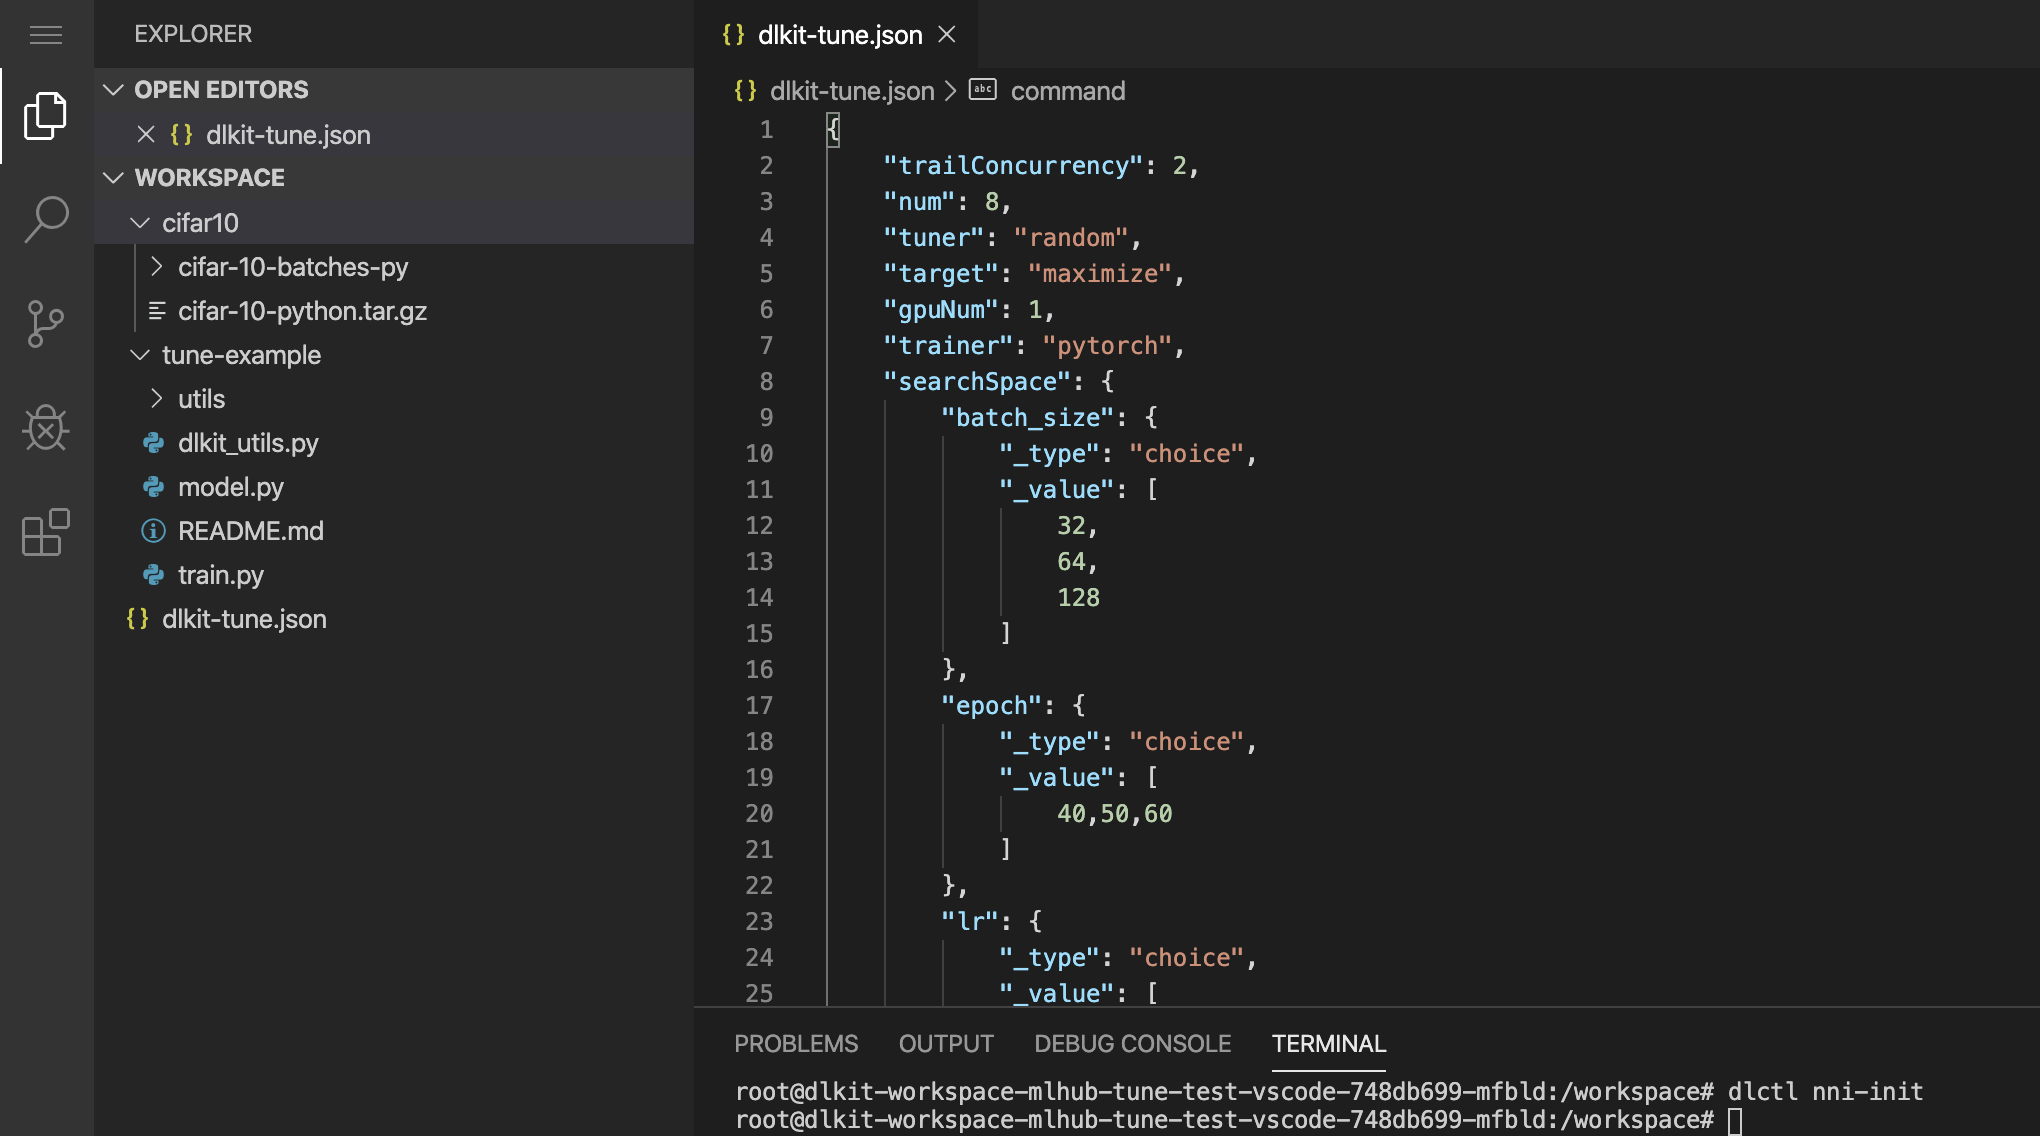 EXPLORER
OPEN EDITORS
{} dlkit-tune.json
WORKSPACE
cifar10
cifar-10-batches-py
cifar-10-python.tar.gz
tune-example
utils
dlkit_utils.py
model.py
README.md
train.py
{} dlkit-tune.json
{} dlkit-tune.json
{} dlkit-tune.json > abc command
1 {
2 "trailConcurrency": 2,
3 "num": 8,
4 "tuner": "random",
5 "target": "maximize",
6 "gpuNum": 1,
7 "trainer": "pytorch",
8 "searchSpace": {
9 "batch_size": {
10 "_type": "choice",
11 "_value": [
12 32,
13 64,
14 128
15 ]
16 },
17 "epoch": {
18 "_type": "choice",
19 "_value": [
20 40,50,60
21 ]
22 },
23 "lr": {
24 "_type": "choice",
25 "_value": [
PROBLEMS OUTPUT DEBUG CONSOLE TERMINAL
root@dlkit-workspace-mlhub-tune-test-vscode-748db699-mfbld:/workspace# dlctl nni-init
root@dlkit-workspace-mlhub-tune-test-vscode-748db699-mfbld:/workspace#